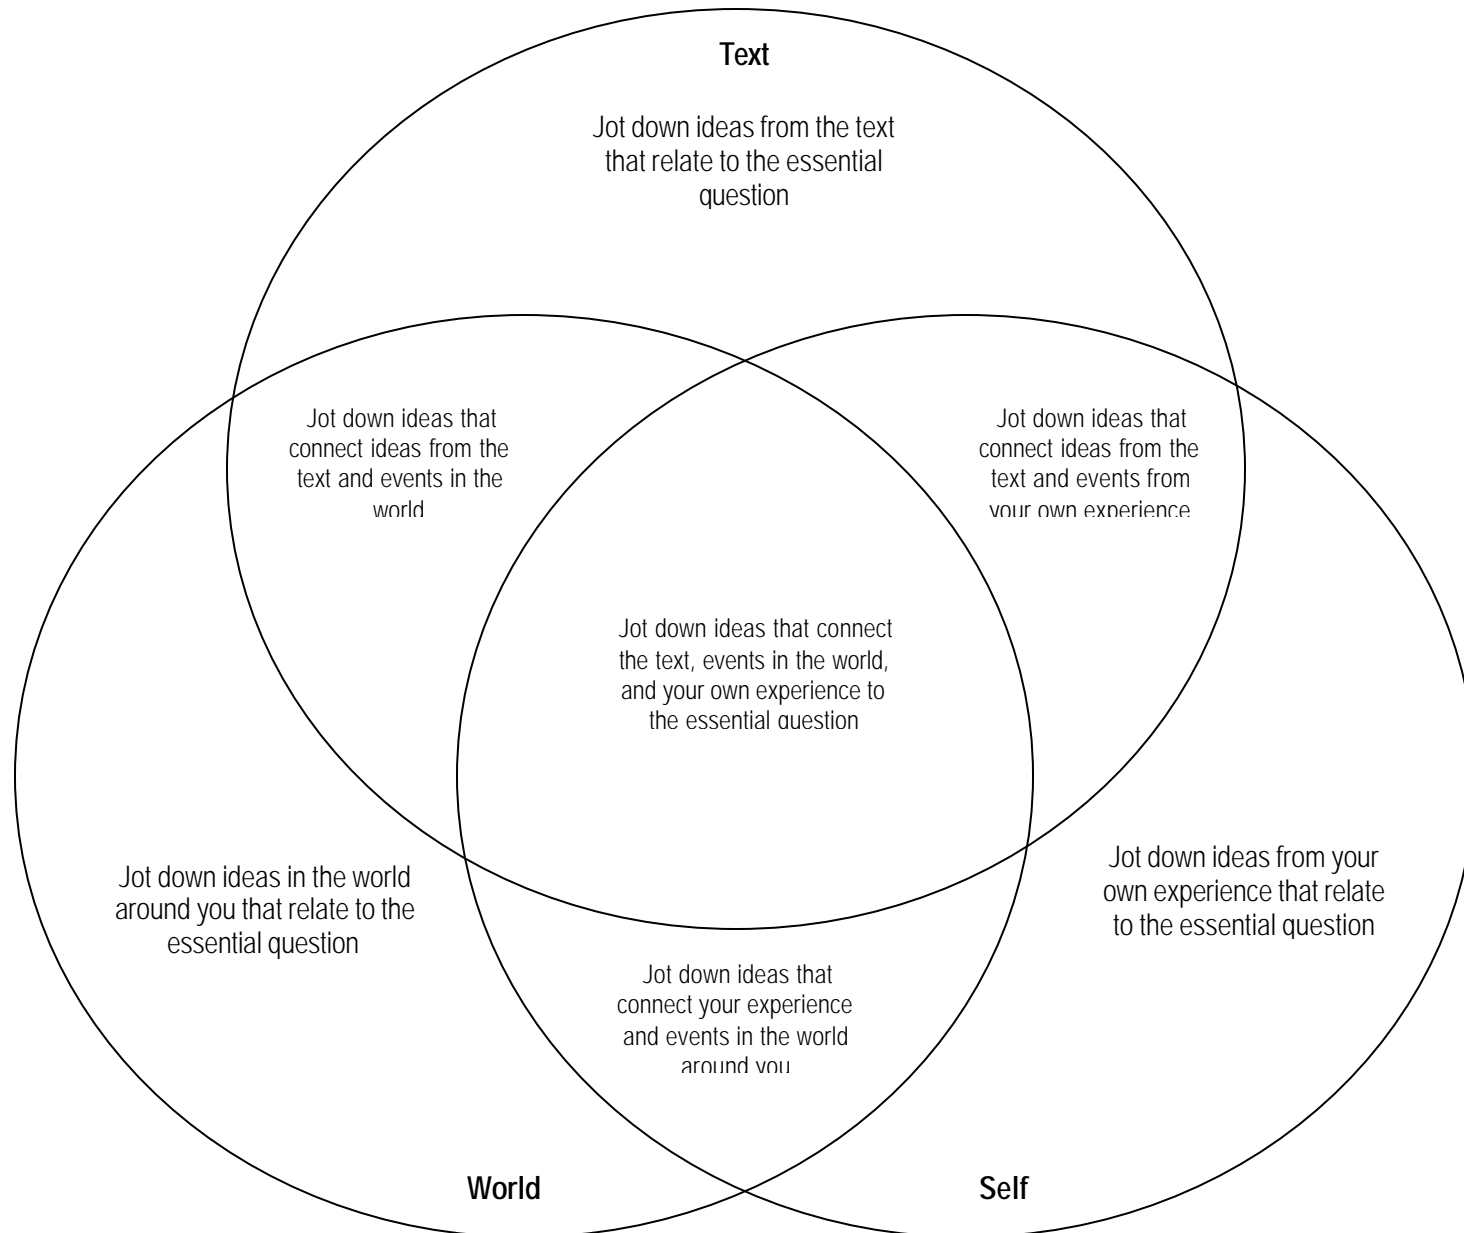 Text
Jot down ideas from the text
that relate to the essential
question
Jot down ideas that
connect ideas from the
text and events in the
world
Jot down ideas that
connect ideas from the
text and events from
your own experience
Jot down ideas that connect
the text, events in the world,
and your own experience to
the essential question
Jot down ideas in the world
around you that relate to the
essential question
Jot down ideas from your
own experience that relate
to the essential question
Jot down ideas that
connect your experience
and events in the world
around you
World
Self